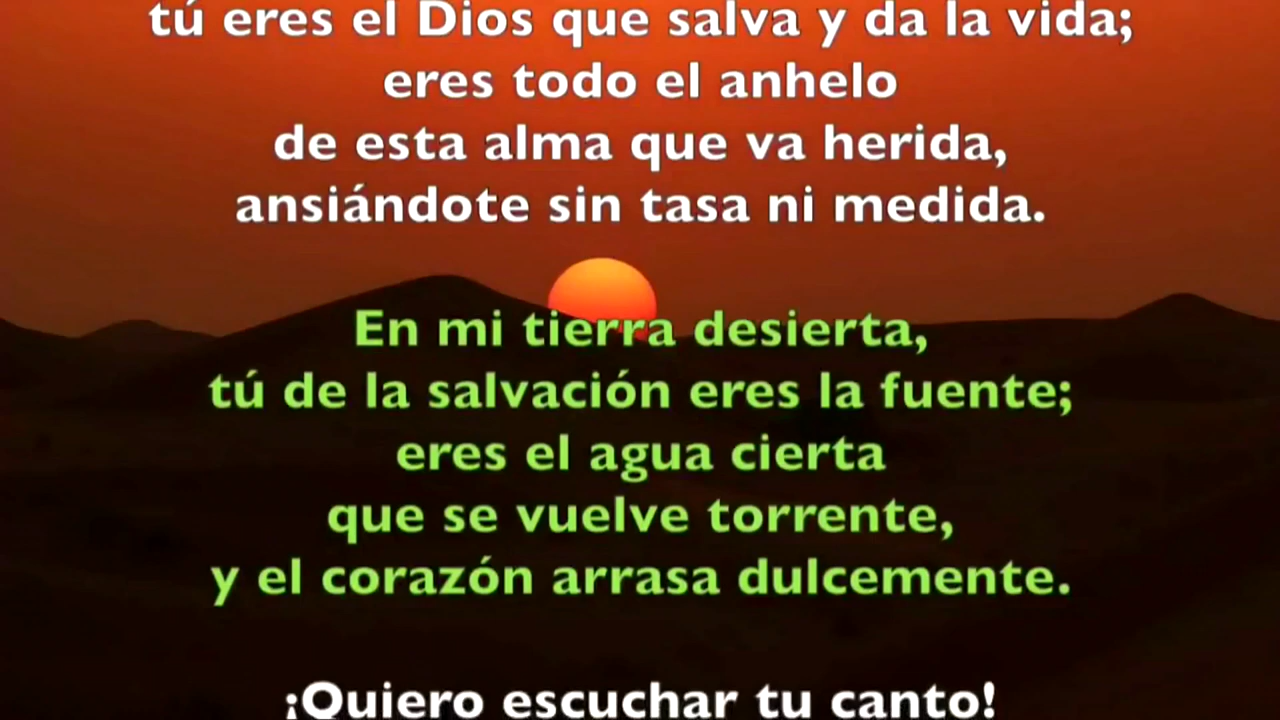 tú eres el Dios que salva y da la vida;
eres todo el anhelo
de esta alma que va herida,
ansiándote sin tasa ni medida.
En mi tierra desierta,
tú de la salvación eres la fuente;
eres el agua cierta
que se vuelve torrente,
y el corazón arrasa dulcemente.
¡Quiero escuchar tu canto!